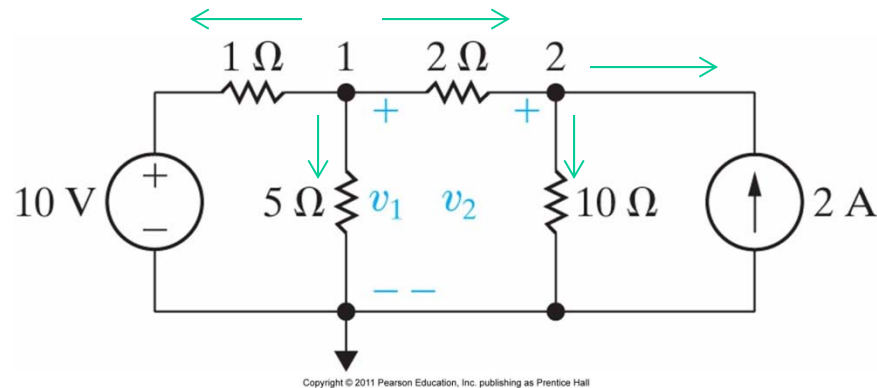 1 Ω 1 2 Ω 2
+ +
+
10 V 5 Ω v₁ v₂ 10 Ω 2 A
–
– –
Copyright © 2011 Pearson Education, Inc. publishing as Prentice Hall